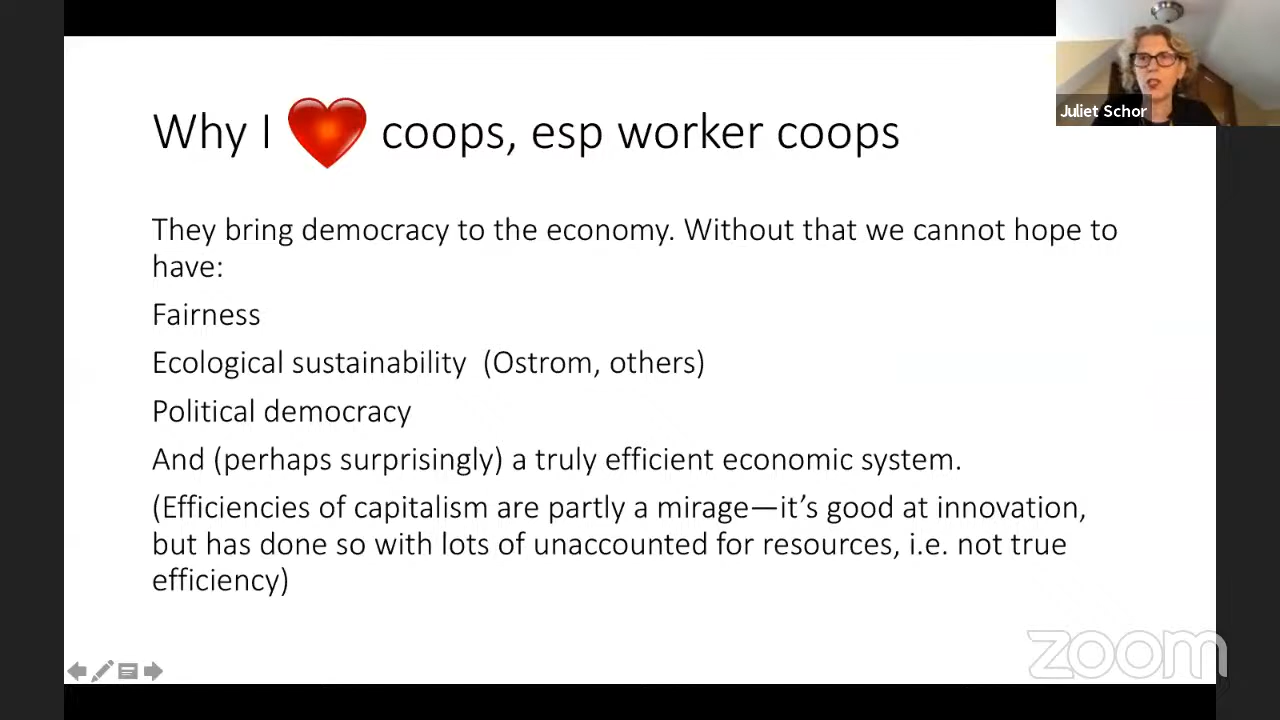 Juliet Schor
Why I ❤ coops, esp worker coops
They bring democracy to the economy. Without that we cannot hope to
have:
Fairness
Ecological sustainability  (Ostrom, others)
Political democracy
And (perhaps surprisingly) a truly efficient economic system.
(Efficiencies of capitalism are partly a mirage—it’s good at innovation,
but has done so with lots of unaccounted for resources, i.e. not true
efficiency)
zoom